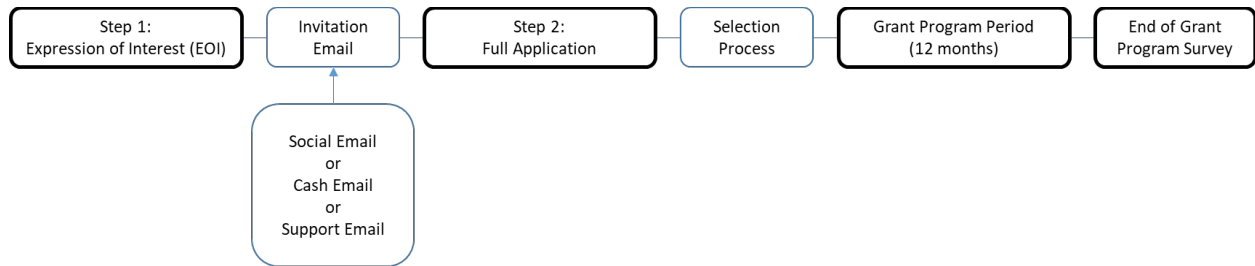 Step 1:
Expression of Interest (EOI)
Invitation
Email
Step 2:
Full Application
Selection
Process
Grant Program Period
(12 months)
End of Grant
Program Survey
Social Email
or
Cash Email
or
Support Email